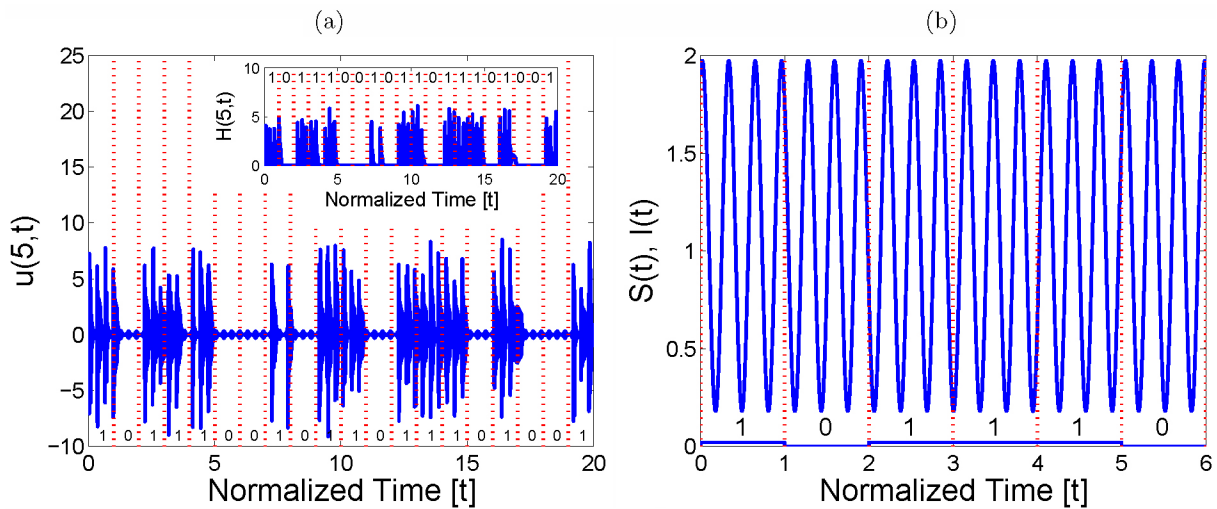 (a)
25
20
15
10
5
0
−5
−10
u(5,t)
10
5
0
H(5,t)
1 0 1 1 1 0 0 1 0 1 1 0 1 1 1 0 1 0 0 1
0 5 10 15 20
Normalized Time [t]
1 0 1 1 1 0 0 1 0 1 1 0 1 1 1 0 1 0 0 1
0 5 10 15 20
Normalized Time [t]
(b)
2
1.5
1
0.5
0
S(t), I(t)
1 0 1 1 1 0
0 1 2 3 4 5 6
Normalized Time [t]